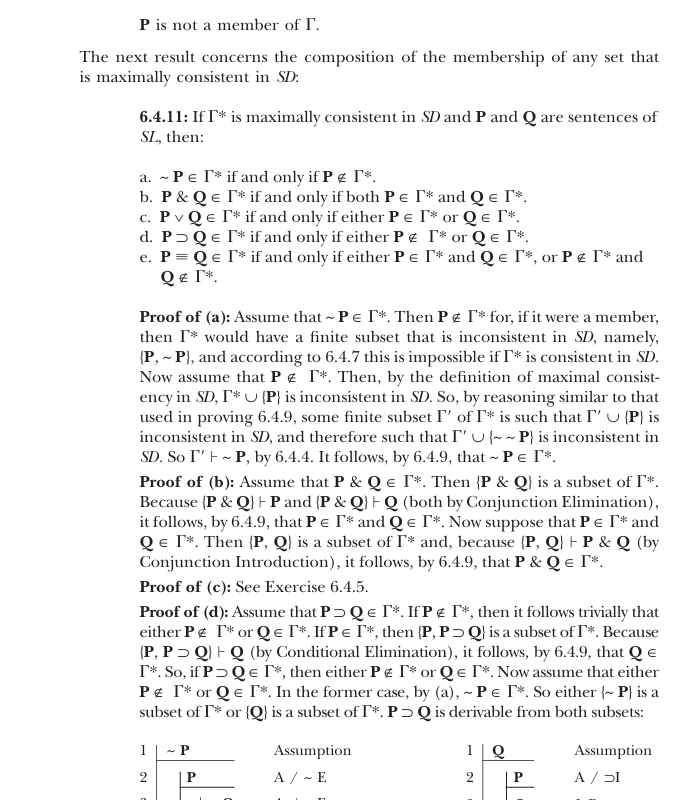 P is not a member of Γ.
The next result concerns the composition of the membership of any set that
is maximally consistent in SD:
6.4.11: If Γ* is maximally consistent in SD and P and Q are sentences of
SL, then:
a. ~ P ∈ Γ* if and only if P ∉ Γ*.
b. P & Q ∈ Γ* if and only if both P ∈ Γ* and Q ∈ Γ*.
c. P ∨ Q ∈ Γ* if and only if either P ∈ Γ* or Q ∈ Γ*.
d. P ⊃ Q ∈ Γ* if and only if either P ∉ Γ* or Q ∈ Γ*.
e. P ≡ Q ∈ Γ* if and only if either P ∈ Γ* and Q ∈ Γ*, or P ∉ Γ* and
Q ∉ Γ*.
Proof of (a): Assume that ~ P ∈ Γ*. Then P ∉ Γ* for, if it were a member,
then Γ* would have a finite subset that is inconsistent in SD, namely,
{P, ~ P}, and according to 6.4.7 this is impossible if Γ* is consistent in SD.
Now assume that P ∉ Γ*. Then, by the definition of maximal consist-
ency in SD, Γ* ∪ {P} is inconsistent in SD. So, by reasoning similar to that
used in proving 6.4.9, some finite subset Γ′ of Γ* is such that Γ′ ∪ {P} is
inconsistent in SD, and therefore such that Γ′ ∪ {~ ~ P} is inconsistent in
SD. So Γ′ ⊢ ~ P, by 6.4.4. It follows, by 6.4.9, that ~ P ∈ Γ*.
Proof of (b): Assume that P & Q ∈ Γ*. Then {P & Q} is a subset of Γ*.
Because {P & Q} ⊢ P and {P & Q} ⊢ Q (both by Conjunction Elimination),
it follows, by 6.4.9, that P ∈ Γ* and Q ∈ Γ*. Now suppose that P ∈ Γ* and
Q ∈ Γ*. Then {P, Q} is a subset of Γ* and, because {P, Q} ⊢ P & Q (by
Conjunction Introduction), it follows, by 6.4.9, that P & Q ∈ Γ*.
Proof of (c): See Exercise 6.4.5.
Proof of (d): Assume that P ⊃ Q ∈ Γ*. If P ∉ Γ*, then it follows trivially that
either P ∉ Γ* or Q ∈ Γ*. If P ∈ Γ*, then {P, P ⊃ Q} is a subset of Γ*. Because
{P, P ⊃ Q} ⊢ Q (by Conditional Elimination), it follows, by 6.4.9, that Q ∈
Γ*. So, if P ⊃ Q ∈ Γ*, then either P ∉ Γ* or Q ∈ Γ*. Now assume that either
P ∉ Γ* or Q ∈ Γ*. In the former case, by (a), ~ P ∈ Γ*. So either {~ P} is a
subset of Γ* or {Q} is a subset of Γ*. P ⊃ Q is derivable from both subsets:
1 ~ P Assumption 1 Q Assumption
2 P A / ~ E 2 P A / ⊃I